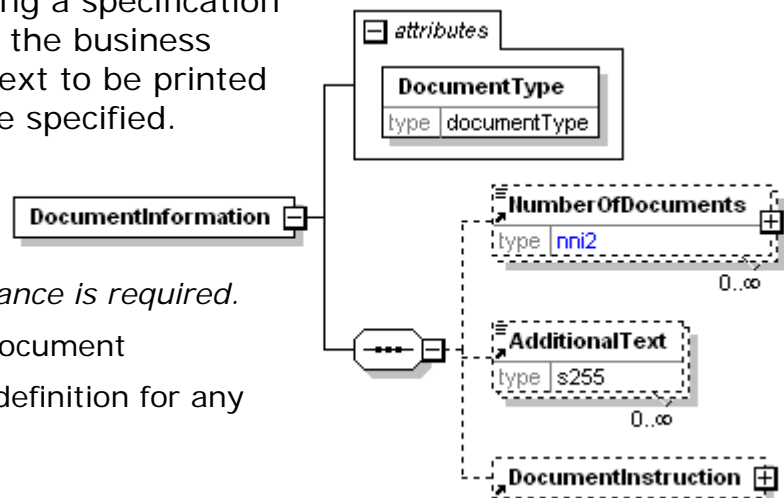 ng a specification
the business
ext to be printed
e specified.
attributes
DocumentType
type documentType
DocumentInformation
NumberOfDocuments
type nni2
0..∞
ance is required.
ocument
definition for any
AdditionalText
type s255
0..∞
DocumentInstruction